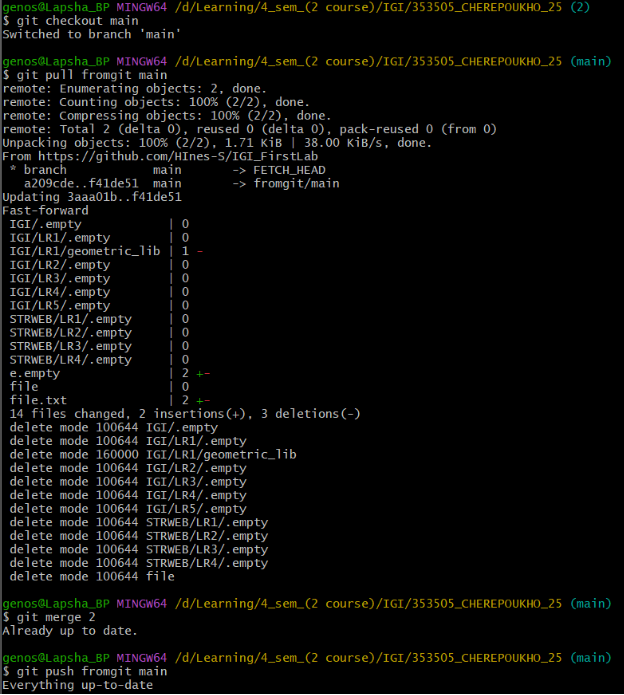 genos@Lapsha_BP MINGW64 /d/Learning/4_sem_(2 course)/IGI/353505_CHEREPOUKHO_25 (2)
$ git checkout main
Switched to branch 'main'
genos@Lapsha_BP MINGW64 /d/Learning/4_sem_(2 course)/IGI/353505_CHEREPOUKHO_25 (main)
$ git pull fromgit main
remote: Enumerating objects: 2, done.
remote: Counting objects: 100% (2/2), done.
remote: Compressing objects: 100% (2/2), done.
remote: Total 2 (delta 0), reused 0 (delta 0), pack-reused 0 (from 0)
Unpacking objects: 100% (2/2), 1.71 KiB | 38.00 KiB/s, done.
From https://github.com/HInes-S/IGI_FirstLab
 * branch            main       -> FETCH_HEAD
   a209cde..f41de51  main       -> fromgit/main
Updating 3aaa01b..f41de51
Fast-forward
 IGI/.empty            | 0
 IGI/LR1/.empty        | 0
 IGI/LR1/geometric_lib | 1 -
 IGI/LR2/.empty        | 0
 IGI/LR3/.empty        | 0
 IGI/LR4/.empty        | 0
 IGI/LR5/.empty        | 0
 STRWEB/LR1/.empty     | 0
 STRWEB/LR2/.empty     | 0
 STRWEB/LR3/.empty     | 0
 STRWEB/LR4/.empty     | 0
 e.empty               | 2 +-
 file                  | 0
 file.txt              | 2 +-
 14 files changed, 2 insertions(+), 3 deletions(-)
 delete mode 100644 IGI/.empty
 delete mode 100644 IGI/LR1/.empty
 delete mode 160000 IGI/LR1/geometric_lib
 delete mode 100644 IGI/LR2/.empty
 delete mode 100644 IGI/LR3/.empty
 delete mode 100644 IGI/LR4/.empty
 delete mode 100644 IGI/LR5/.empty
 delete mode 100644 STRWEB/LR1/.empty
 delete mode 100644 STRWEB/LR2/.empty
 delete mode 100644 STRWEB/LR3/.empty
 delete mode 100644 STRWEB/LR4/.empty
 delete mode 100644 file
genos@Lapsha_BP MINGW64 /d/Learning/4_sem_(2 course)/IGI/353505_CHEREPOUKHO_25 (main)
$ git merge 2
Already up to date.
genos@Lapsha_BP MINGW64 /d/Learning/4_sem_(2 course)/IGI/353505_CHEREPOUKHO_25 (main)
$ git push fromgit main
Everything up-to-date